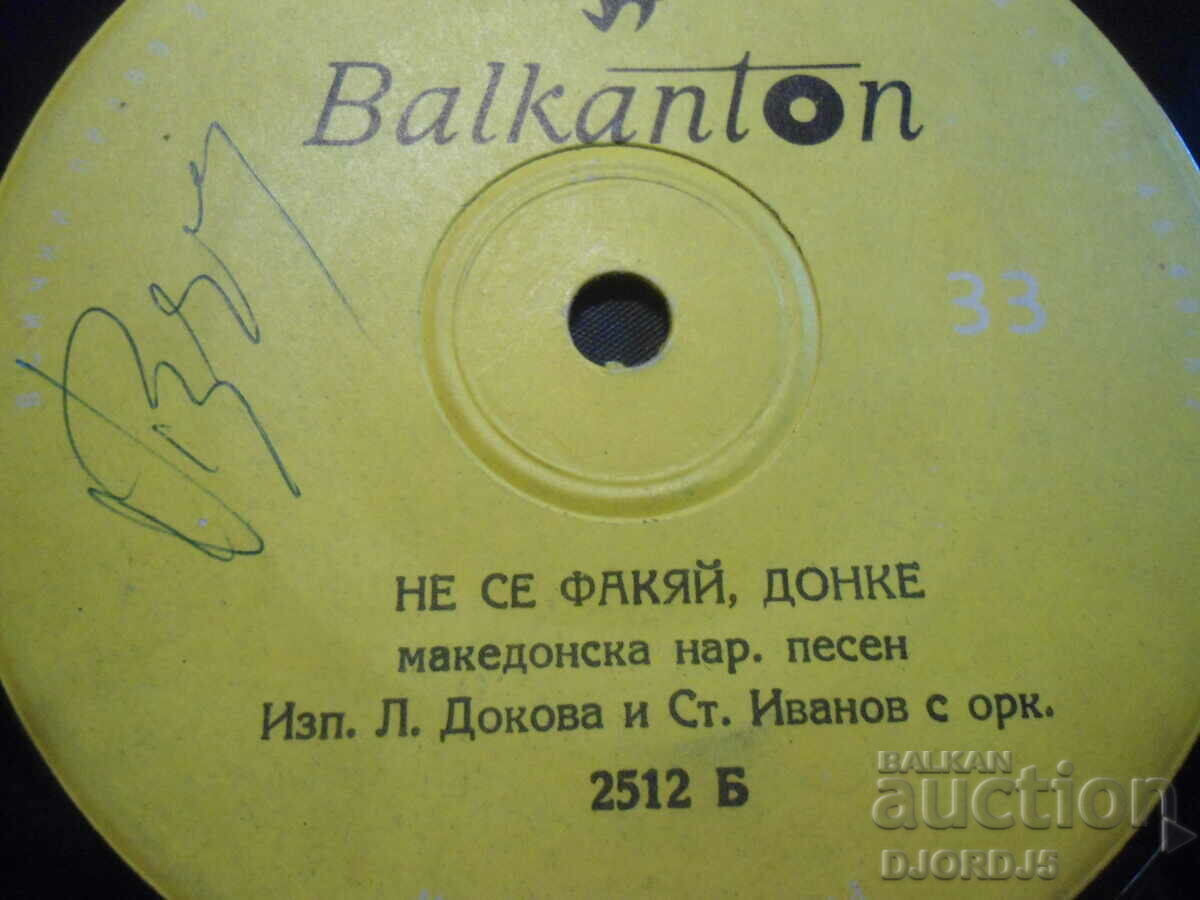 Balkanton
33
НЕ СЕ ФАКЯЙ, ДОНКЕ
македонска нар. песен
Изп. Л. Докова и Ст. Иванов с орк.
2512 Б
BALKAN
auction
DJORDJ5